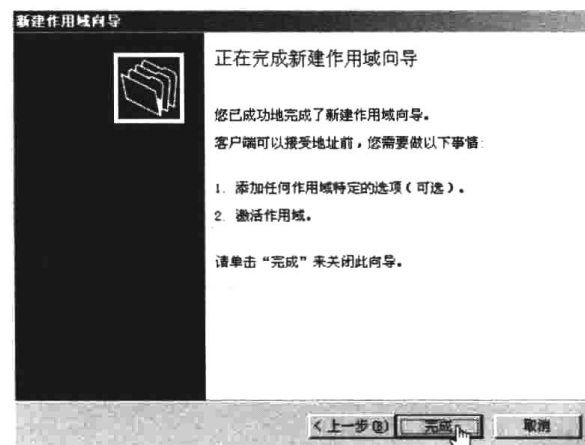 新建作用域向导
正在完成新建作用域向导
您已成功地完成了新建作用域向导。
客户端可以接受地址前，您需要做以下事情：
1. 添加任何作用域特定的选项（可选）。
2. 激活作用域。
请单击“完成”来关闭此向导。
<上一步(B)
完成
取消